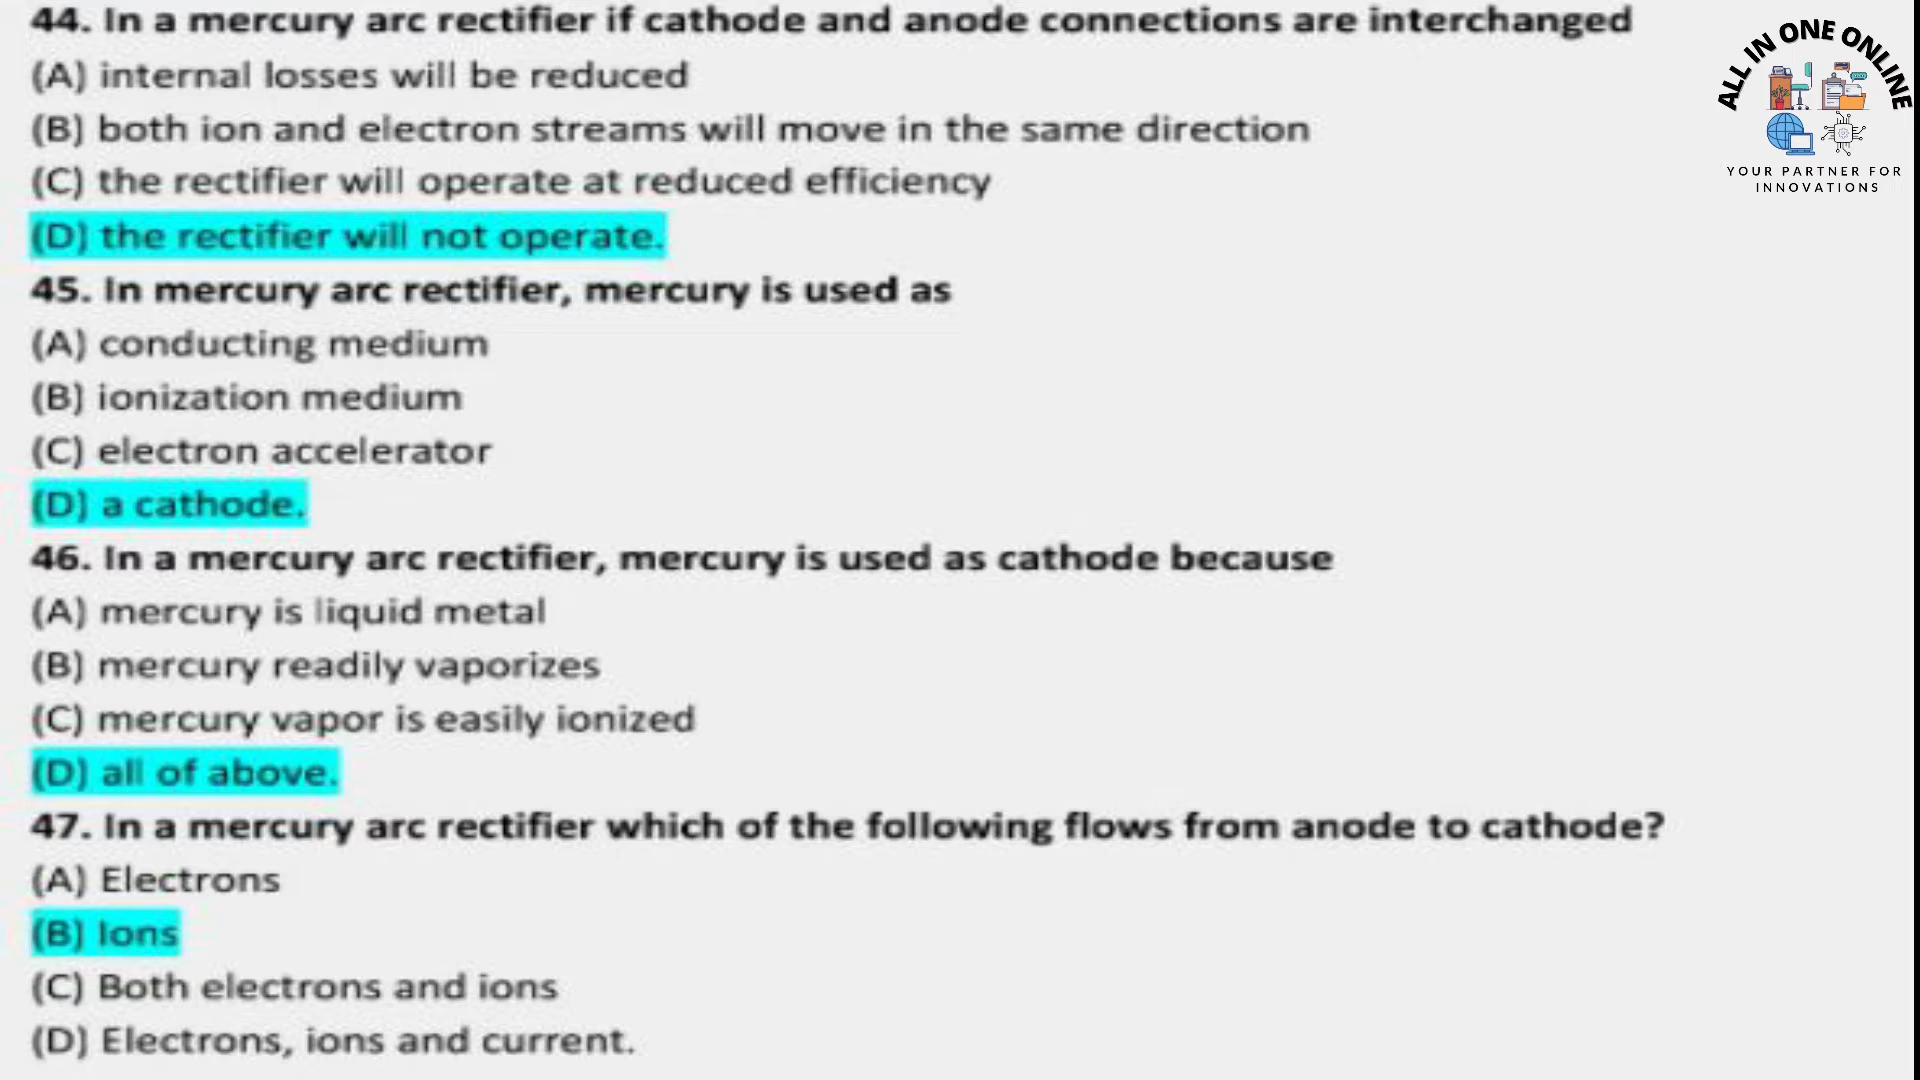 44. In a mercury arc rectifier if cathode and anode connections are interchanged
(A) internal losses will be reduced
(B) both ion and electron streams will move in the same direction
(C) the rectifier will operate at reduced efficiency
(D) the rectifier will not operate.
45. In mercury arc rectifier, mercury is used as
(A) conducting medium
(B) ionization medium
(C) electron accelerator
(D) a cathode.
46. In a mercury arc rectifier, mercury is used as cathode because
(A) mercury is liquid metal
(B) mercury readily vaporizes
(C) mercury vapor is easily ionized
(D) all of above.
47. In a mercury arc rectifier which of the following flows from anode to cathode?
(A) Electrons
(B) Ions
(C) Both electrons and ions
(D) Electrons, ions and current.
ALL IN ONE ONLINE
YOUR PARTNER FOR
INNOVATIONS